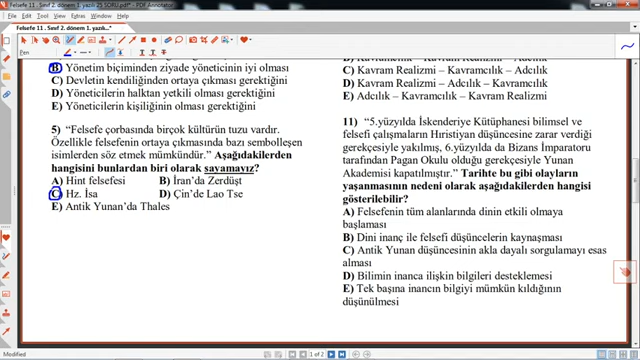 Felsefe 11 . Sınıf 2. dönem 1. yazılı 25 SORU.pdf* - PDF Annotator
File Edit Tool View Insert Extras Document Window Help
Felsefe 11 . Sınıf 2. dönem 1. yazılı...*
Pen
B) Yönetim biçiminden ziyade yöneticinin iyi olması
C) Devletin kendiliğinden ortaya çıkması gerektiğini
D) Yöneticilerin halktan yetkili olması gerektiğini
E) Yöneticilerin kişiliğinin olması gerektiğini
5) “Felsefe çorbasında birçok kültürün tuzu vardır.
Özellikle felsefenin ortaya çıkmasında bazı sembolleşen
isimlerden söz etmek mümkündür.” Aşağıdakilerden
hangisini bunlardan biri olarak sayamayız?
A) Hint felsefesi B) İran’da Zerdüşt
C) Hz. İsa D) Çin’de Lao Tse
E) Antik Yunan’da Thales
C) Kavram Realizmi – Kavramcılık – Adcılık
D) Kavramcılık – Adcılık – Kavram Realizmi
E) Adcılık – Kavramcılık – Kavram Realizmi
11) “5.yüzyılda İskenderiye Kütüphanesi bilimsel ve
felsefi çalışmaların Hıristiyan düşüncesine zarar verdiği
gerekçesiyle yakılmış, 6.yüzyılda da Bizans İmparatoru
tarafından Pagan Okulu olduğu gerekçesiyle Yunan
Akademisi kapatılmıştır.” Tarihte bu gibi olayların
yaşanmasının nedeni olarak aşağıdakilerden hangisi
gösterilebilir?
A) Felsefenin tüm alanlarında dinin etkili olmaya
başlaması
B) Dini inanç ile felsefi düşüncelerin kaynaşması
C) Antik Yunan düşüncesinin akla dayalı sorgulamayı esas
alması
D) Bilimin inanca ilişkin bilgileri desteklemesi
E) Tek başına inancın bilgiyi mümkün kıldığının
düşünülmesi
1 of 2
Modified